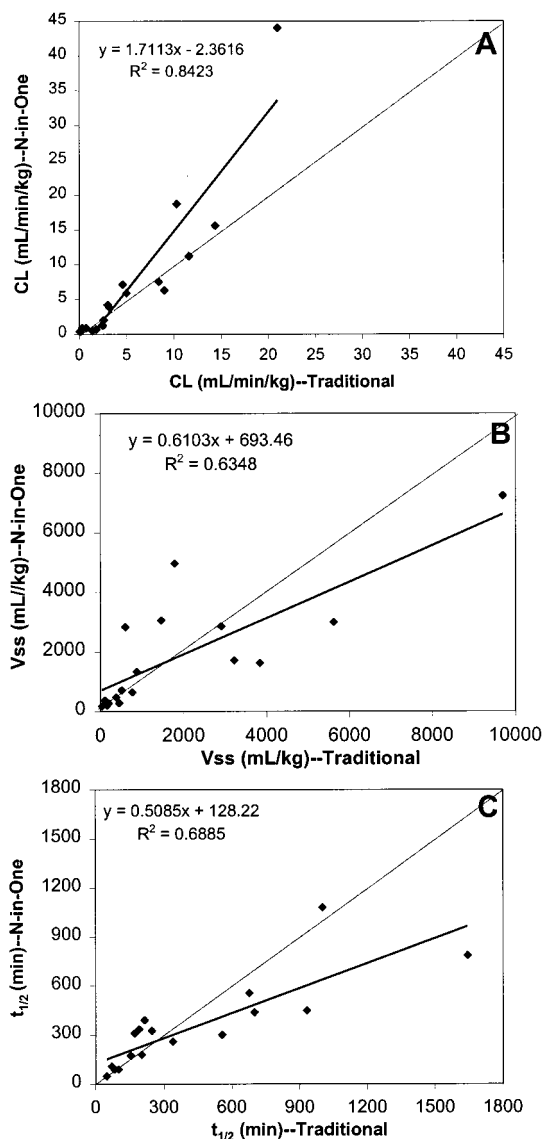 A
y = 1.7113x - 2.3616
R² = 0.8423
CL (mL/min/kg)--N-in-One
45
40
35
30
25
20
15
10
5
0
0 5 10 15 20 25 30 35 40 45
CL (mL/min/kg)--Traditional
B
y = 0.6103x + 693.46
R² = 0.6348
Vss (mL//kg)--N-in-One
10000
8000
6000
4000
2000
0
0 2000 4000 6000 8000 10000
Vss (mL/kg)--Traditional
C
y = 0.5085x + 128.22
R² = 0.6885
t1/2 (min)--N-in-One
1800
1500
1200
900
600
300
0
0 300 600 900 1200 1500 1800
t1/2 (min)--Traditional